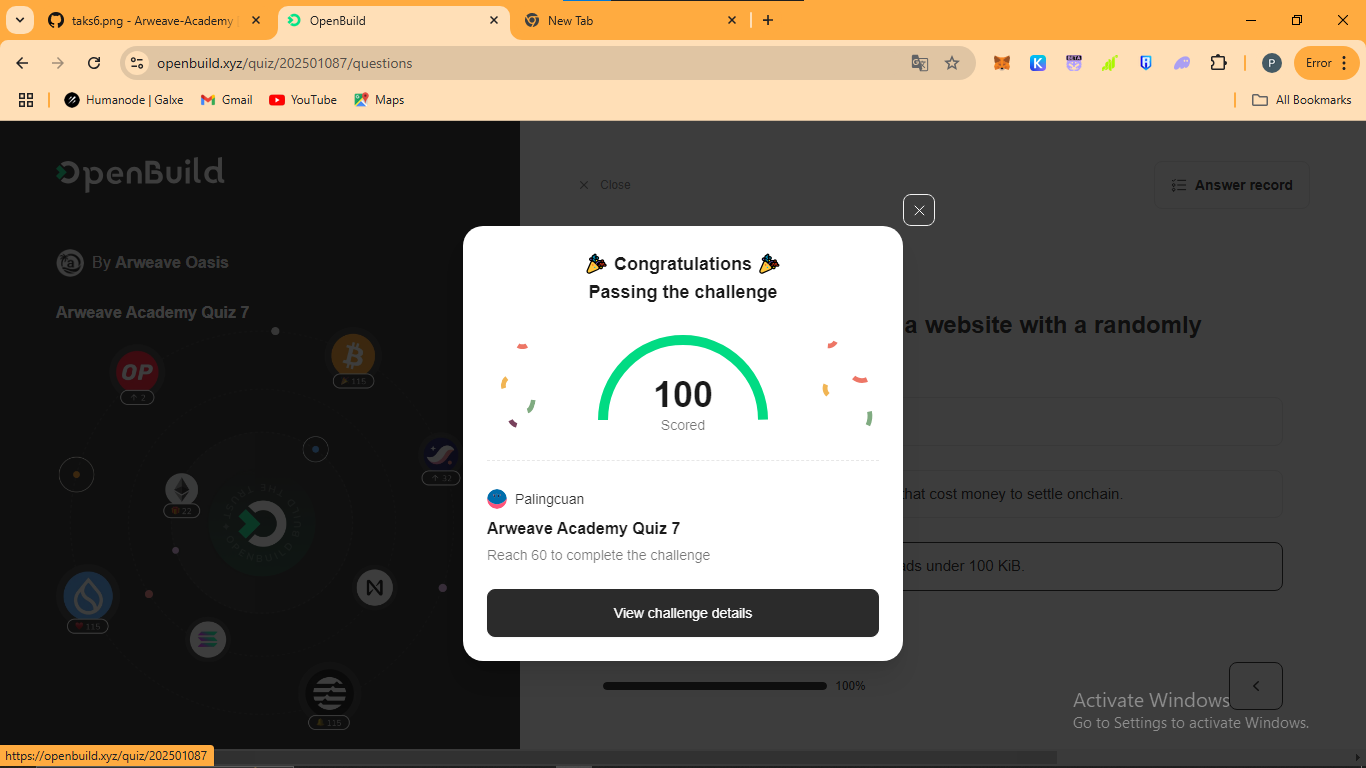 taks6.png - Arweave-Academy
OpenBuild
New Tab
openbuild.xyz/quiz/202501087/questions
BETA
P
Error
Humanode | Galxe
Gmail
YouTube
Maps
All Bookmarks
OpenBuild
Close
Answer record
By Arweave Oasis
Arweave Academy Quiz 7
a website with a randomly
OP
2
115
32
22
115
115
that cost money to settle onchain.
ads under 100 KiB.
Congratulations
Passing the challenge
100
Scored
Palingcuan
Arweave Academy Quiz 7
Reach 60 to complete the challenge
View challenge details
100%
Activate Windows
Go to Settings to activate Windows.
https://openbuild.xyz/quiz/202501087